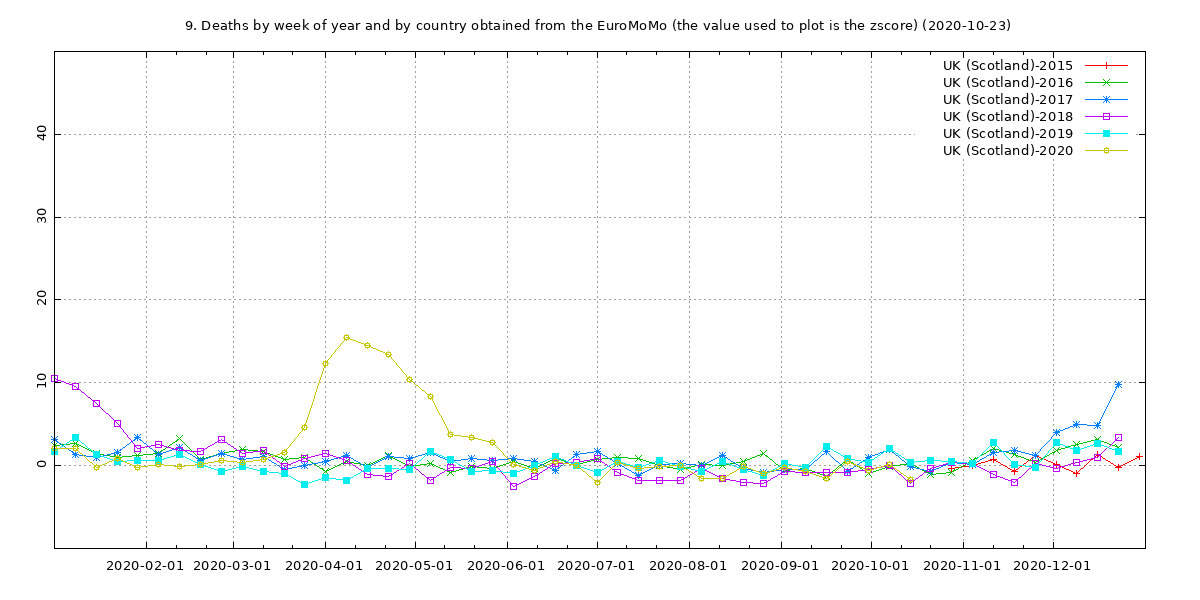 9. Deaths by week of year and by country obtained from the EuroMoMo (the value used to plot is the zscore) (2020-10-23)
UK (Scotland)-2015
UK (Scotland)-2016
UK (Scotland)-2017
UK (Scotland)-2018
UK (Scotland)-2019
UK (Scotland)-2020
40
30
20
10
0
2020-02-01 2020-03-01 2020-04-01 2020-05-01 2020-06-01 2020-07-01 2020-08-01 2020-09-01 2020-10-01 2020-11-01 2020-12-01